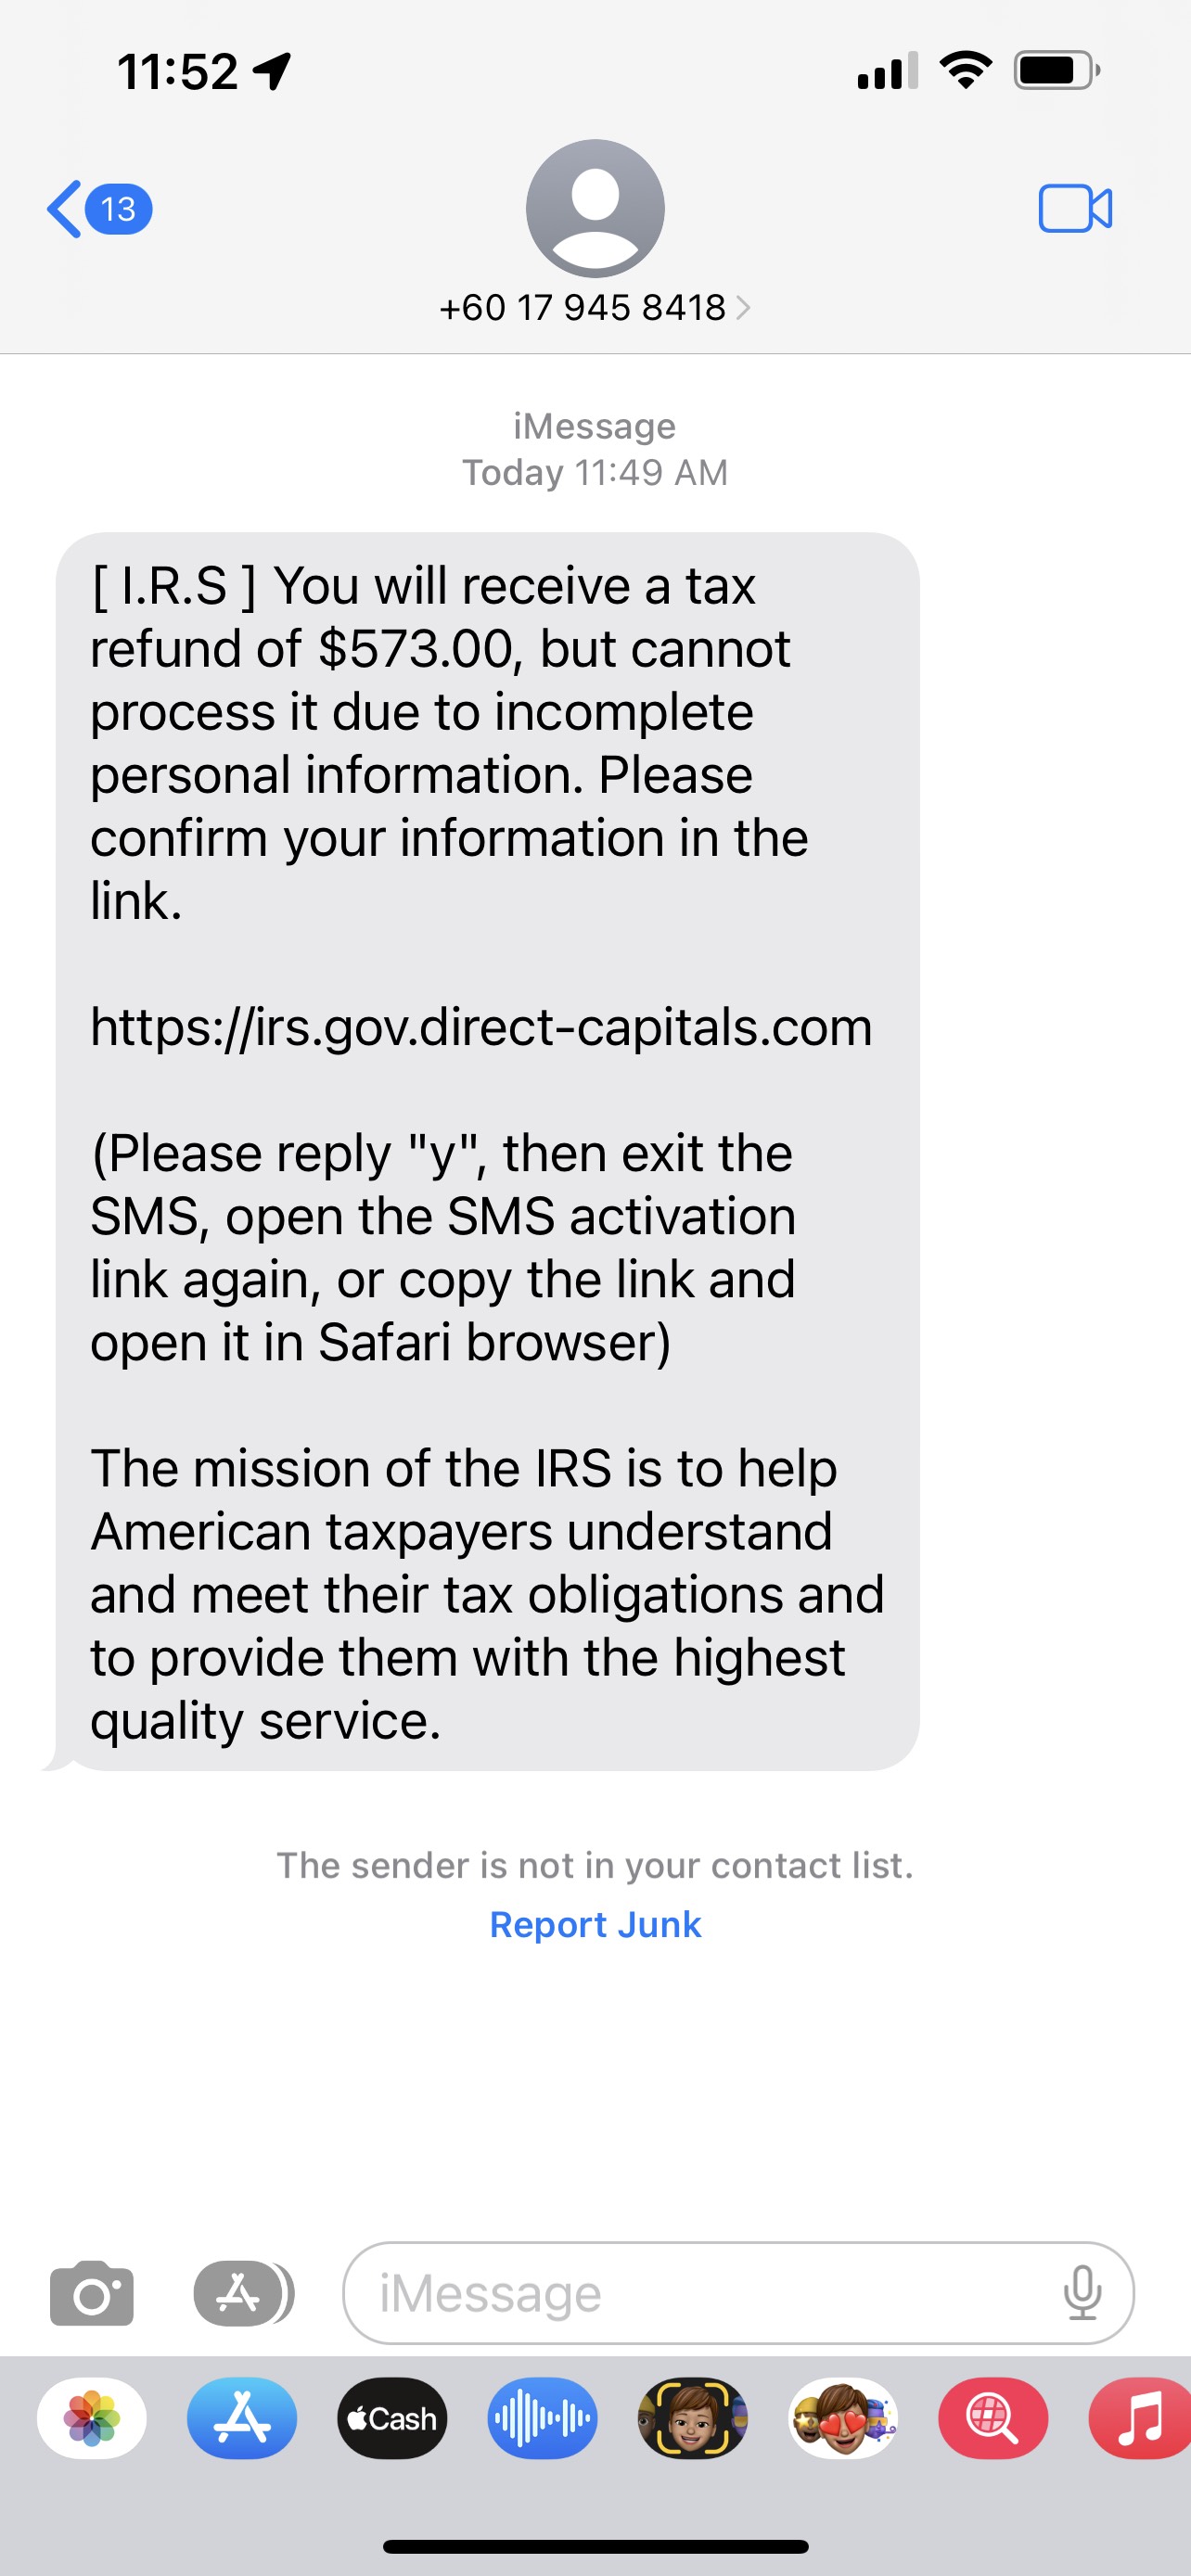 11:52
13
+60 17 945 8418
iMessage
Today 11:49 AM
[ I.R.S ] You will receive a tax
refund of $573.00, but cannot
process it due to incomplete
personal information. Please
confirm your information in the
link.
https://irs.gov.direct-capitals.com
(Please reply "y", then exit the
SMS, open the SMS activation
link again, or copy the link and
open it in Safari browser)
The mission of the IRS is to help
American taxpayers understand
and meet their tax obligations and
to provide them with the highest
quality service.
The sender is not in your contact list.
Report Junk
iMessage
Cash